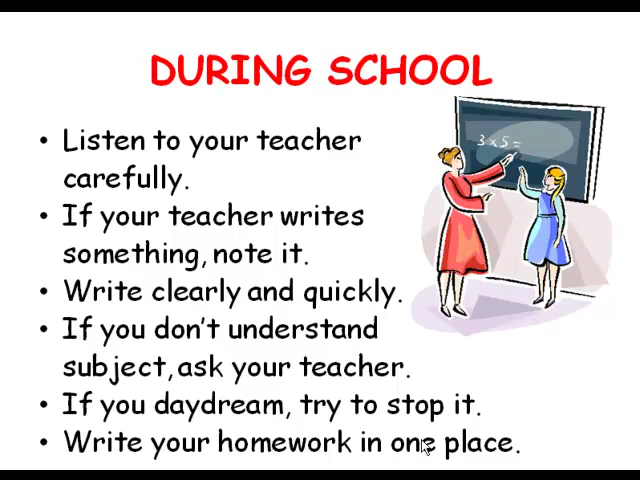 DURING SCHOOL
• Listen to your teacher
carefully.
• If your teacher writes
something, note it.
• Write clearly and quickly.
• If you don't understand
subject, ask your teacher.
• If you daydream, try to stop it.
• Write your homework in one place.
3 x 5 =